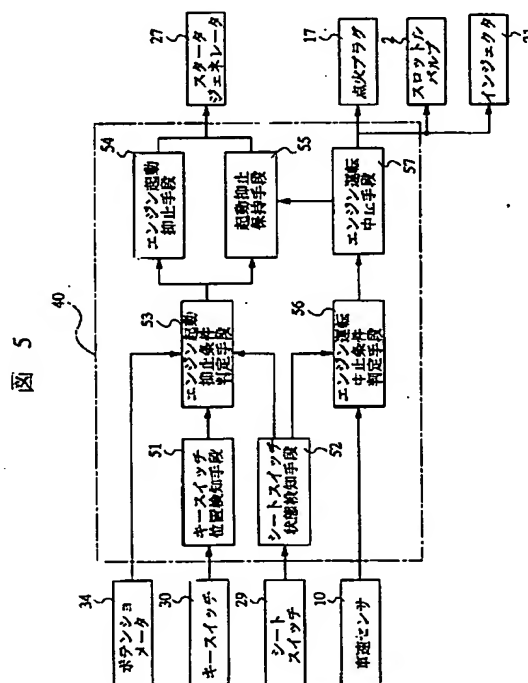 図 5
40
34
ポテンショ
メータ
30
キースイッチ
29
シート
スイッチ
10
車速センサ
51
キースイッチ
位置検知手段
52
シートスイッチ
状態検知手段
53
エンジン起動
抑止条件
判定手段
56
エンジン運転
中止条件
判定手段
54
エンジン起動
抑止手段
55
起動抑止
保持手段
57
エンジン運転
中止手段
27
スタータ
ジェネレータ
17
点火プラグ
2
スロットル
バルブ
インジェクタ